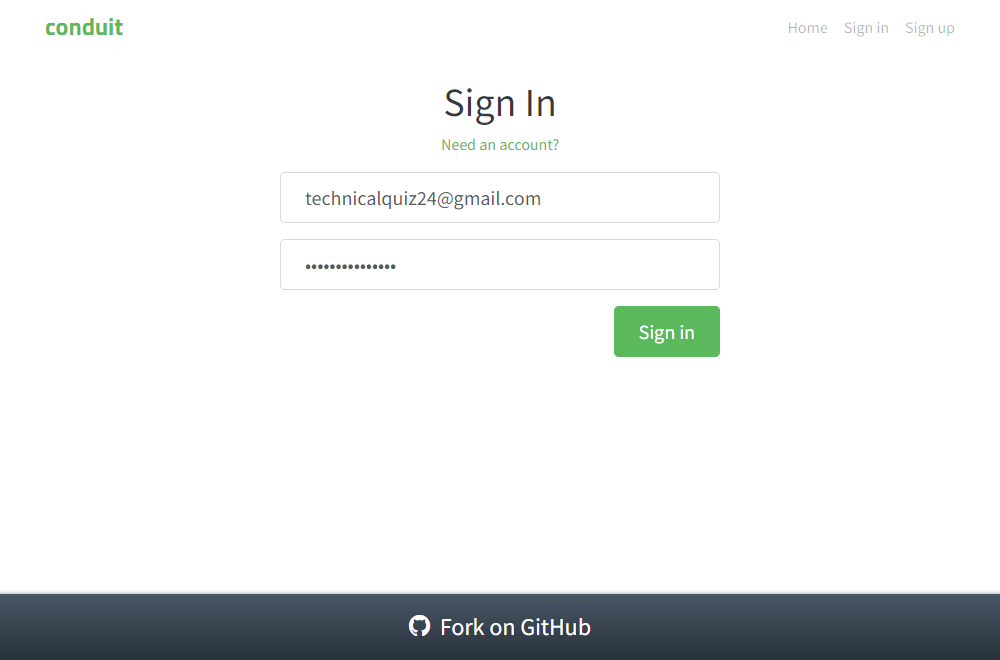 conduit
Home Sign in Sign up
Sign In
Need an account?
technicalquiz24@gmail.com
•••••••••••••••
Sign in
Fork on GitHub